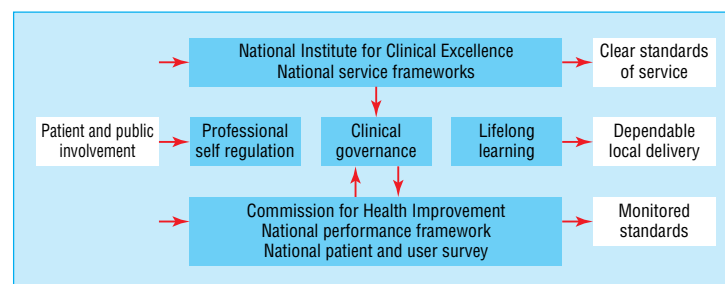 National Institute for Clinical Excellence
National service frameworks
Clear standards
of service
Patient and public
involvement
Professional
self regulation
Clinical
governance
Lifelong
learning
Dependable
local delivery
Commission for Health Improvement
National performance framework
National patient and user survey
Monitored
standards